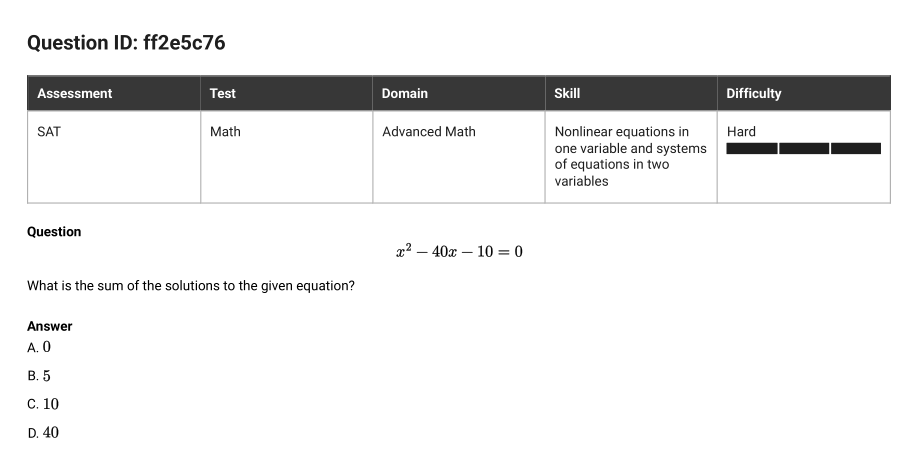 Question ID: ff2e5c76
Assessment Test Domain Skill Difficulty
SAT Math Advanced Math Nonlinear equations in one variable and systems of equations in two variables Hard
Question
x² − 40x − 10 = 0
What is the sum of the solutions to the given equation?
Answer
A. 0
B. 5
C. 10
D. 40